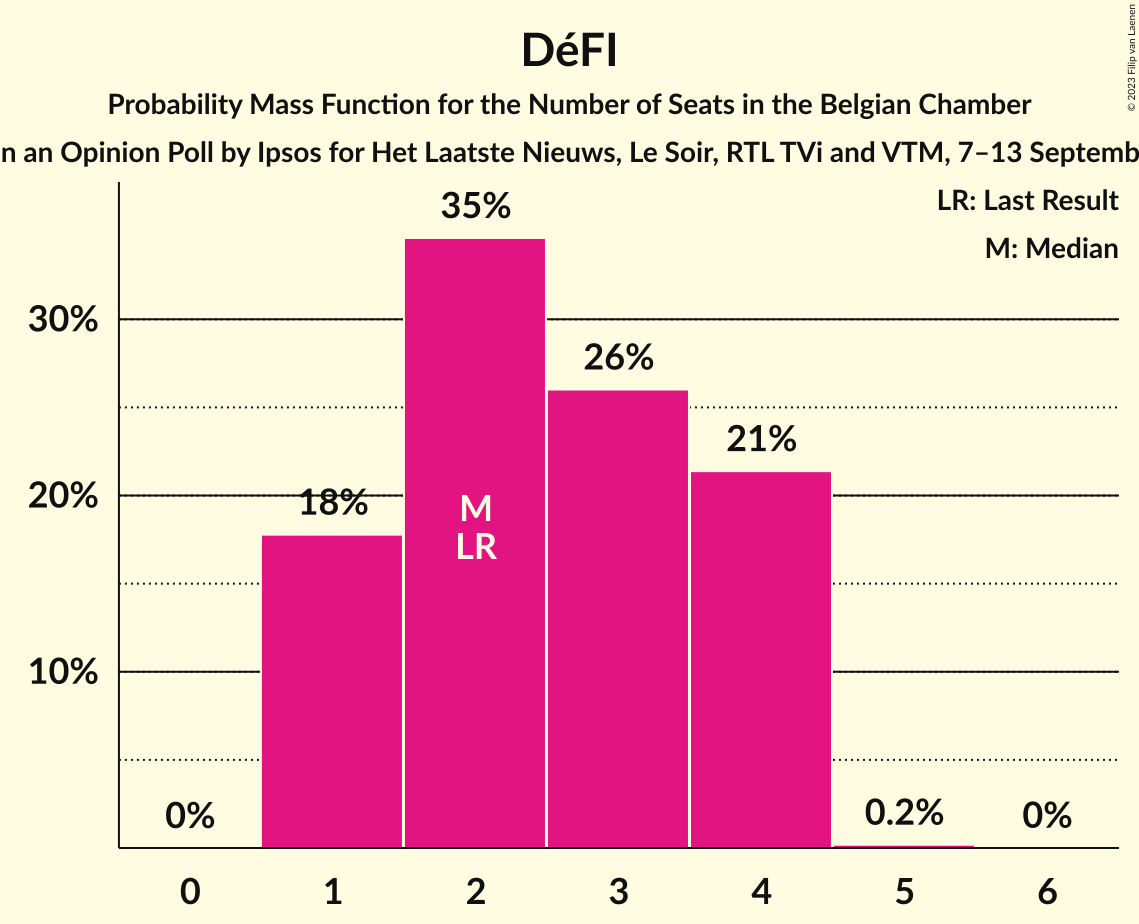 DéFI
Probability Mass Function for the Number of Seats in the Belgian Chamber
an Opinion Poll by Ipsos for Het Laatste Nieuws, Le Soir, RTL TVi and VTM, 7–13
© 2023 Filip van Laenen
LR: Last Result
M: Median
35%
30%
26%
21%
20%
18%
M
LR
10%
0%
0.2%
0%
0 1 2 3 4 5 6